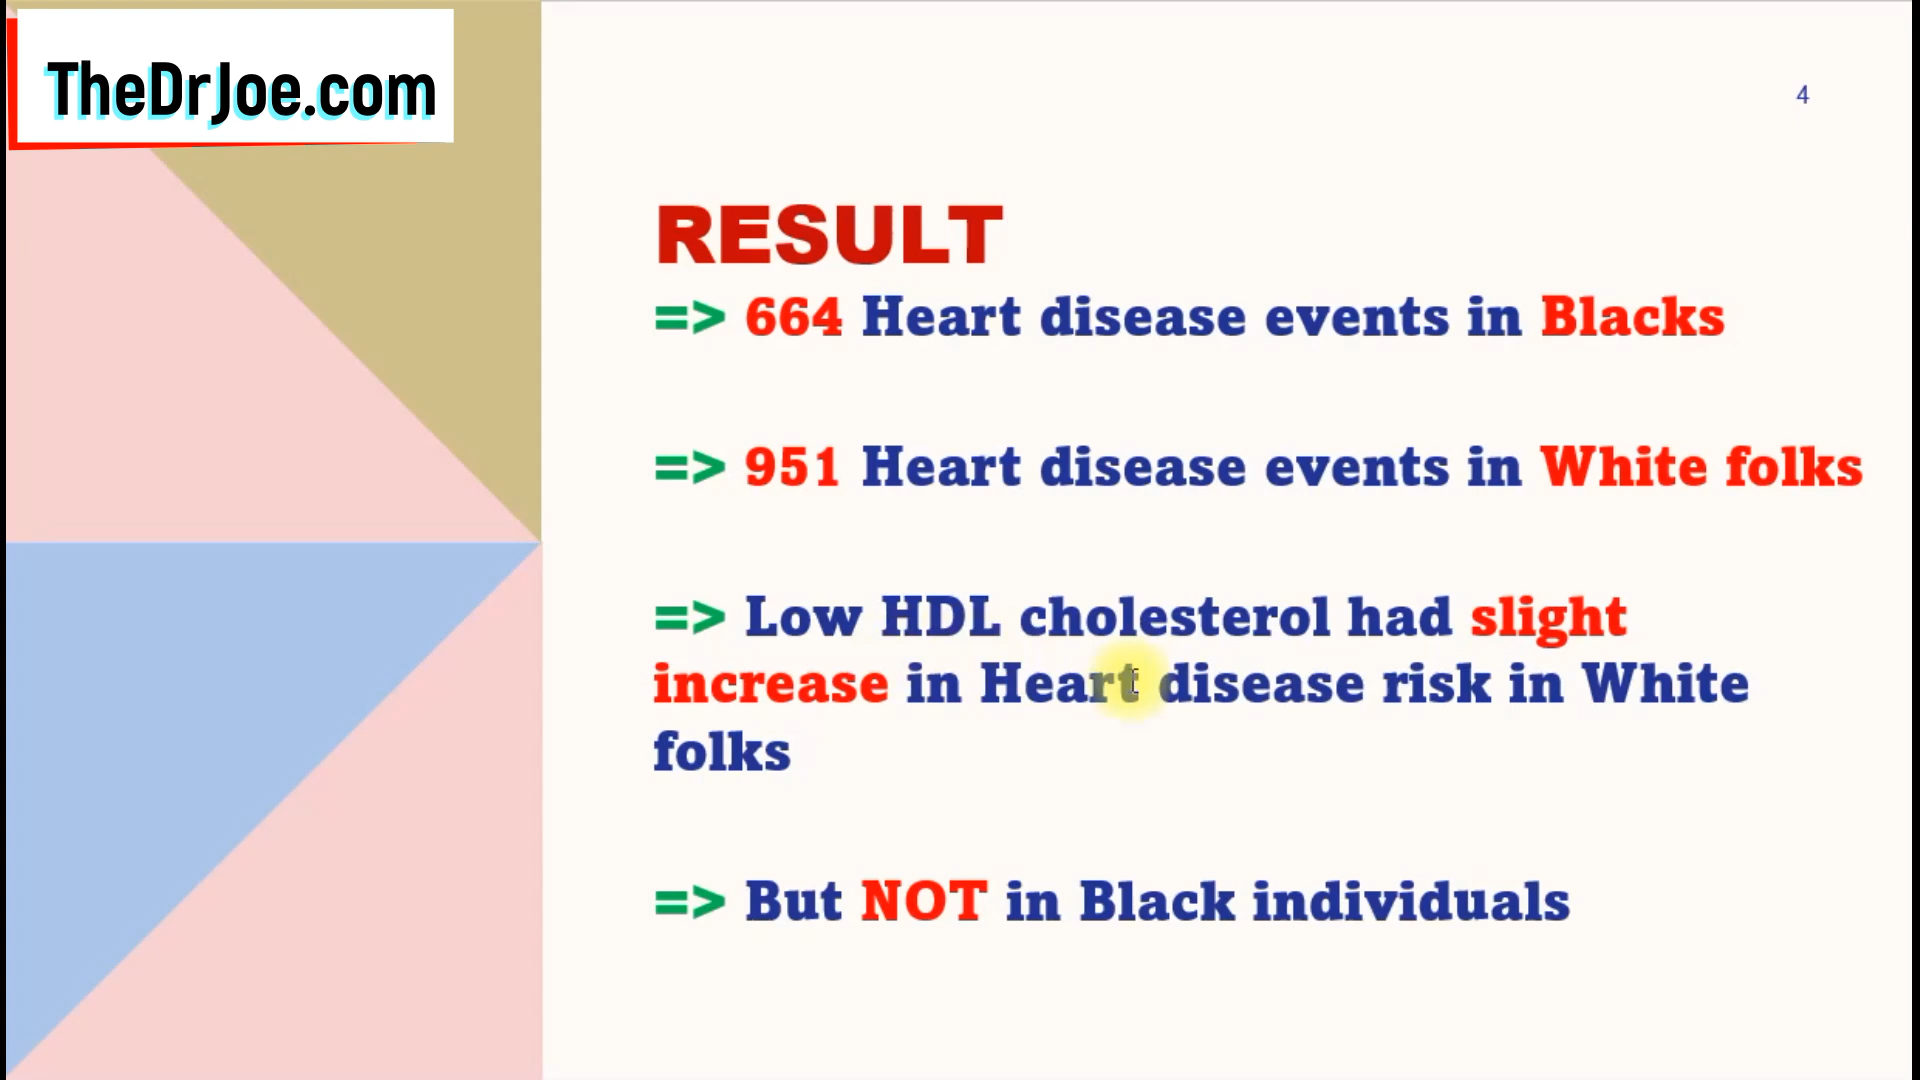 TheDrJoe.com
4
RESULT
=> 664 Heart disease events in Blacks
=> 951 Heart disease events in White folks
=> Low HDL cholesterol had slight
increase in Heart disease risk in White
folks
=> But NOT in Black individuals